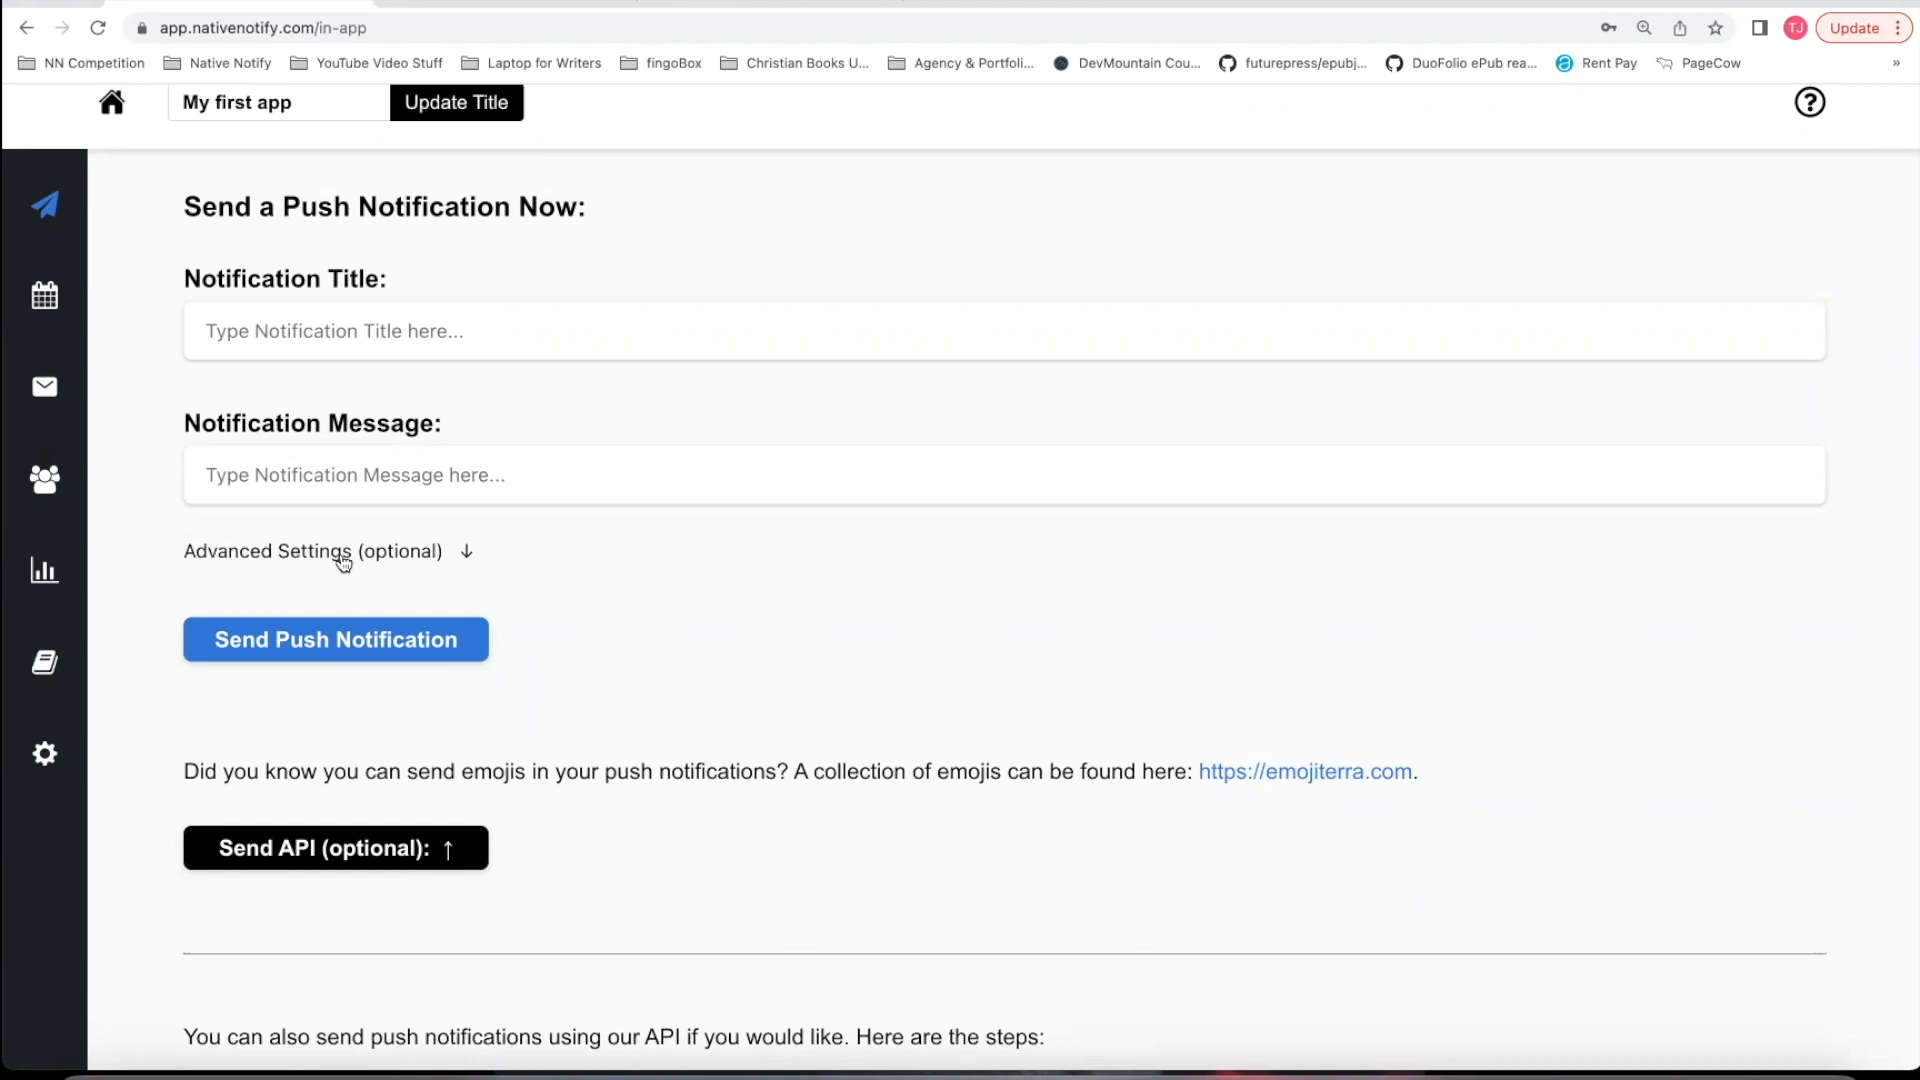 app.nativenotify.com/in-app
TJ
Update
NN Competition
Native Notify
YouTube Video Stuff
Laptop for Writers
fingoBox
Christian Books U...
Agency & Portfoli...
DevMountain Cou...
futurepress/epubj...
DuoFolio ePub rea...
Rent Pay
PageCow
»
My first app
Update Title
?
Send a Push Notification Now:
Notification Title:
Type Notification Title here...
Notification Message:
Type Notification Message here...
Advanced Settings (optional) ↓
Send Push Notification
Did you know you can send emojis in your push notifications? A collection of emojis can be found here: https://emojiterra.com.
Send API (optional): ↑
You can also send push notifications using our API if you would like. Here are the steps: